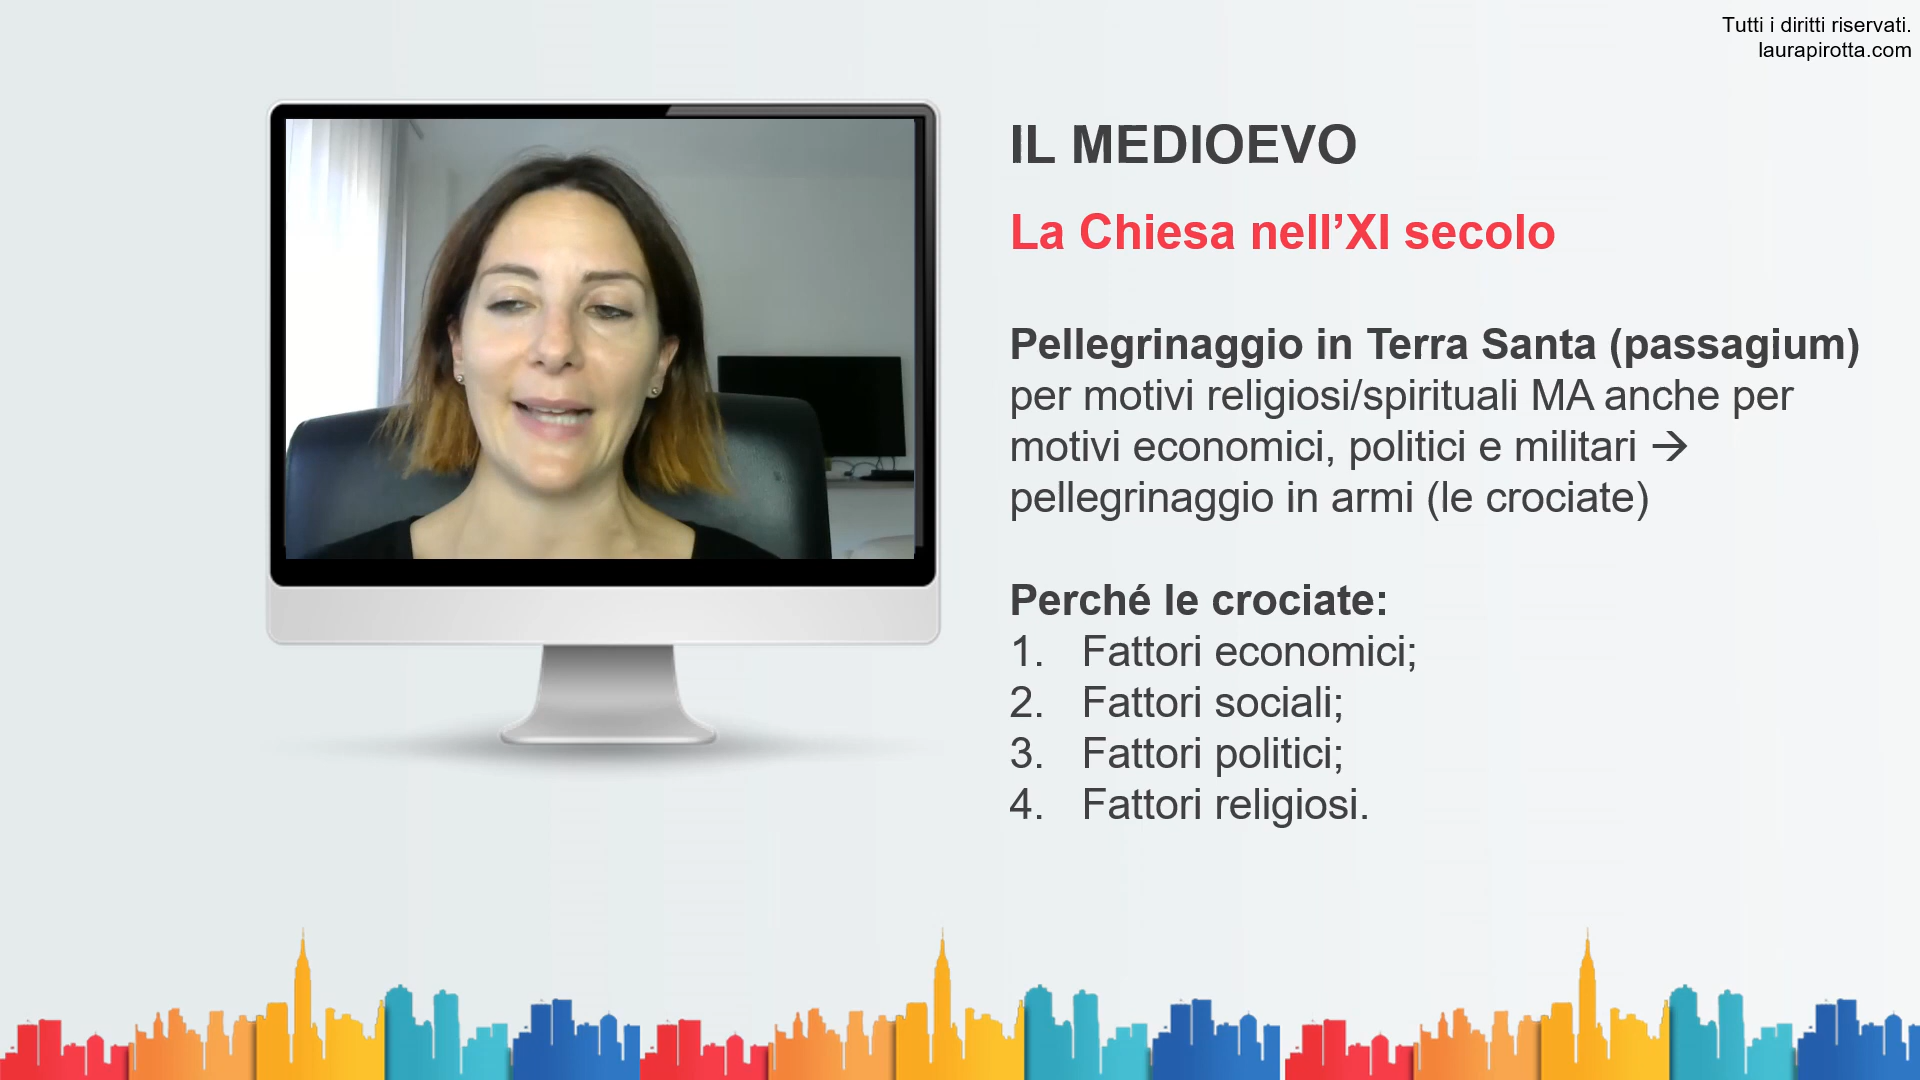 Tutti i diritti riservati.
laurapirotta.com
IL MEDIOEVO
La Chiesa nell’XI secolo
Pellegrinaggio in Terra Santa (passagium)
per motivi religiosi/spirituali MA anche per
motivi economici, politici e militari →
pellegrinaggio in armi (le crociate)
Perché le crociate:
1. Fattori economici;
2. Fattori sociali;
3. Fattori politici;
4. Fattori religiosi.